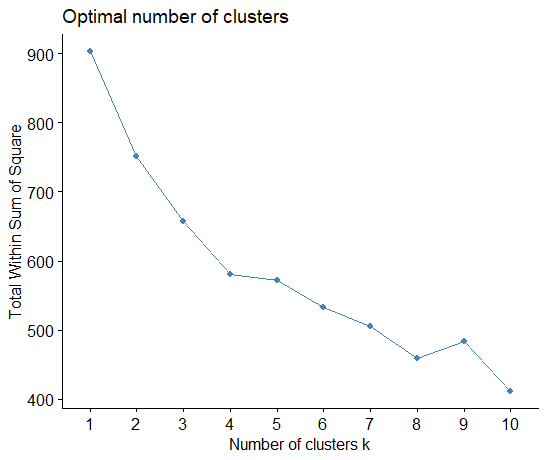 Optimal number of clusters
Total Within Sum of Square
900
800
700
600
500
400
1 2 3 4 5 6 7 8 9 10
Number of clusters k